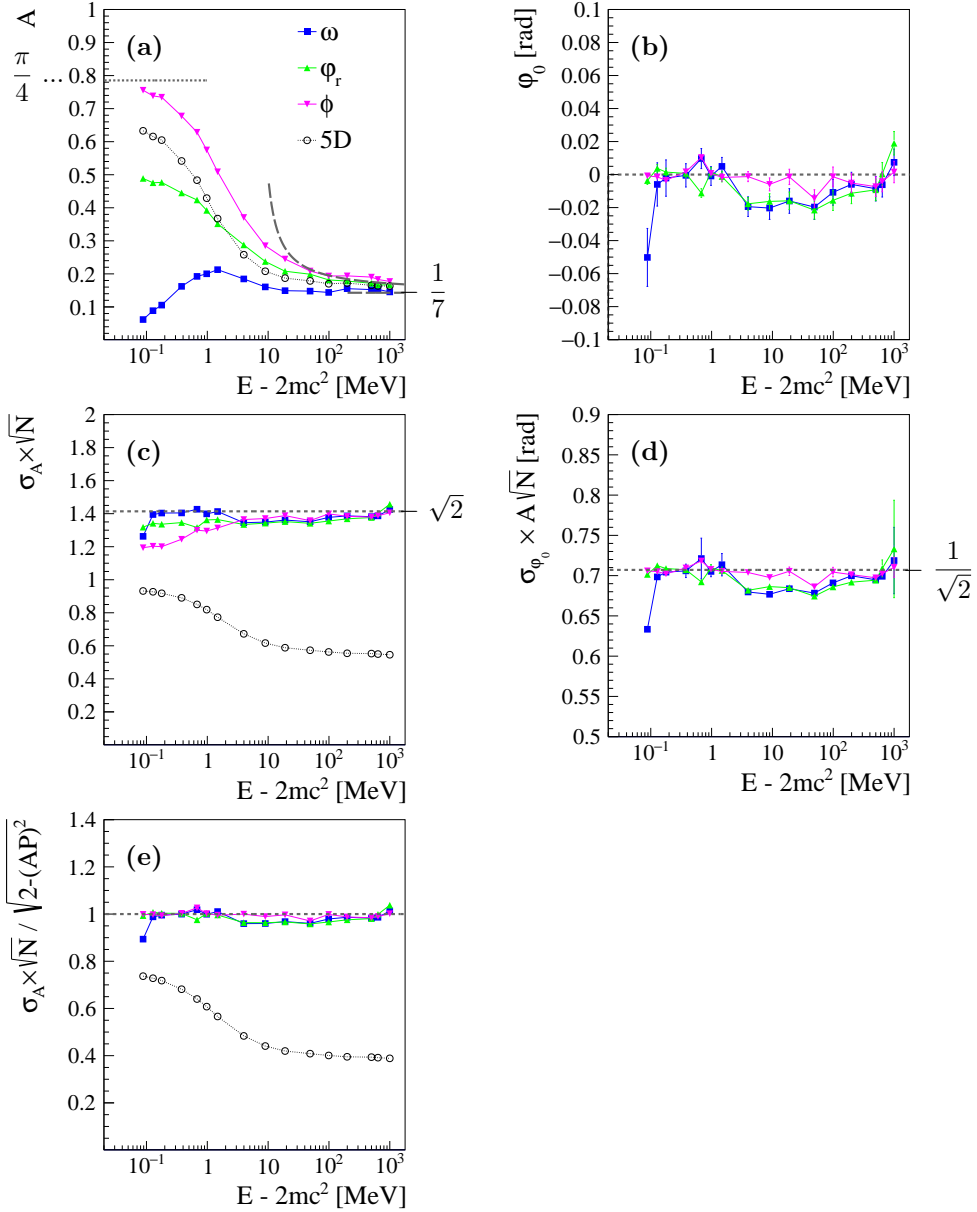 A
(a)
π/4 ...
1
0.9
0.8
0.7
0.6
0.5
0.4
0.3
0.2
0.1
ω
φ_r
ϕ
5D
1/7
10⁻¹ 1 10 10² 10³
E - 2mc² [MeV]
φ₀ [rad]
(b)
0.1
0.08
0.06
0.04
0.02
0
−0.02
−0.04
−0.06
−0.08
−0.1
10⁻¹ 1 10 10² 10³
E - 2mc² [MeV]
σ_A×√N
(c)
2
1.8
1.6
1.4
1.2
1
0.8
0.6
0.4
0.2
√2
10⁻¹ 1 10 10² 10³
E - 2mc² [MeV]
σ_φ₀ × A √N [rad]
(d)
0.9
0.85
0.8
0.75
0.7
0.65
0.6
0.55
0.5
1/√2
10⁻¹ 1 10 10² 10³
E - 2mc² [MeV]
σ_A×√N / √2-(AP)²
(e)
1.4
1.2
1
0.8
0.6
0.4
0.2
10⁻¹ 1 10 10² 10³
E - 2mc² [MeV]